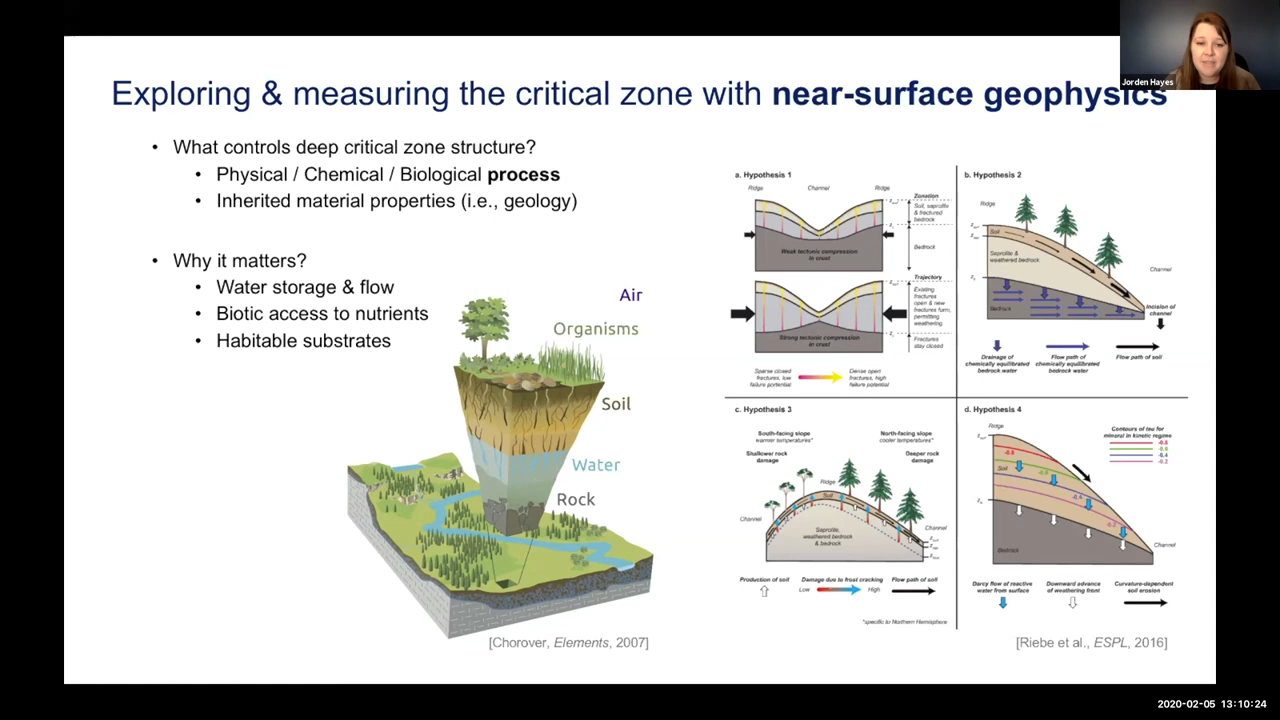 Jorden Hayes
Exploring & measuring the critical zone with near-surface geophysics
• What controls deep critical zone structure?
• Physical / Chemical / Biological process
• Inherited material properties (i.e., geology)
• Why it matters?
• Water storage & flow
• Biotic access to nutrients
• Habitable substrates
Air
Organisms
Soil
Water
Rock
[Chorover, Elements, 2007]
a. Hypothesis 1
Ridge
Channel
Ridge
Zonation
Soil, saprolite
& fractured
bedrock
Bedrock
Weak tectonic compression
in crust
Trajectory
Existing
fractures
open & new
fractures form,
permitting
weathering
Fractures
stay closed
Strong tectonic compression
in crust
Sparse closed
fractures, low
failure potential
Dense open
fractures, high
failure potential
b. Hypothesis 2
Ridge
Soil
Saprolite &
weathered bedrock
Channel
Bedrock
Incision of
channel
Drainage of
chemically equilibrated
bedrock water
Flow path of
chemically equilibrated
bedrock water
Flow path of soil
c. Hypothesis 3
South-facing slope
warmer temperatures*
North-facing slope
cooler temperatures*
Shallower rock
damage
Deeper rock
damage
Ridge
Soil
Channel
Channel
Saprolite,
weathered bedrock
& bedrock
Production of soil
Damage due to frost cracking
Low
High
Flow path of soil
*specific to Northern Hemisphere
d. Hypothesis 4
Ridge
Contours of tau for
mineral in kinetic regime
Soil
Bedrock
Channel
Darcy flow of reactive
water from surface
Downward advance
of weathering front
Curvature-dependent
soil erosion
[Riebe et al., ESPL, 2016]
2020-02-05 13:10:24